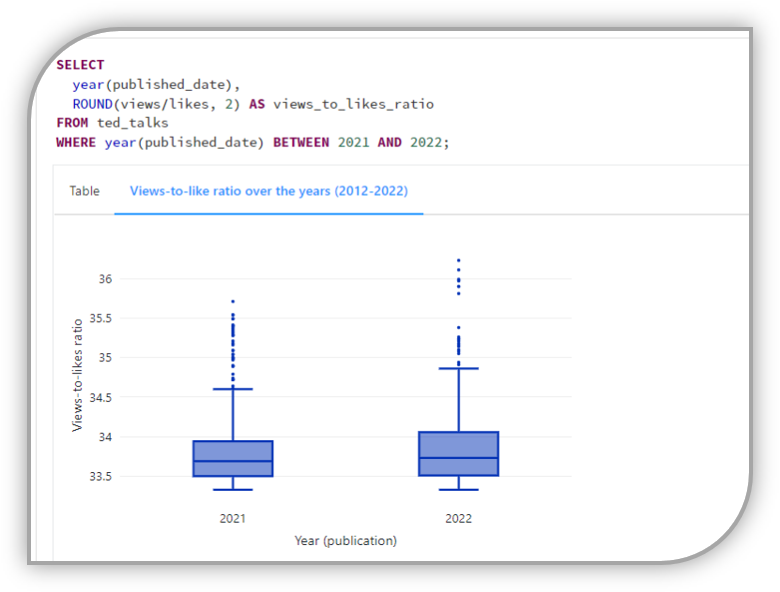 SELECT
year(published_date),
ROUND(views/likes, 2) AS views_to_likes_ratio
FROM ted_talks
WHERE year(published_date) BETWEEN 2021 AND 2022;
Table
Views-to-like ratio over the years (2012-2022)
Views-to-likes ratio
36
35.5
35
34.5
34
33.5
2021
2022
Year (publication)